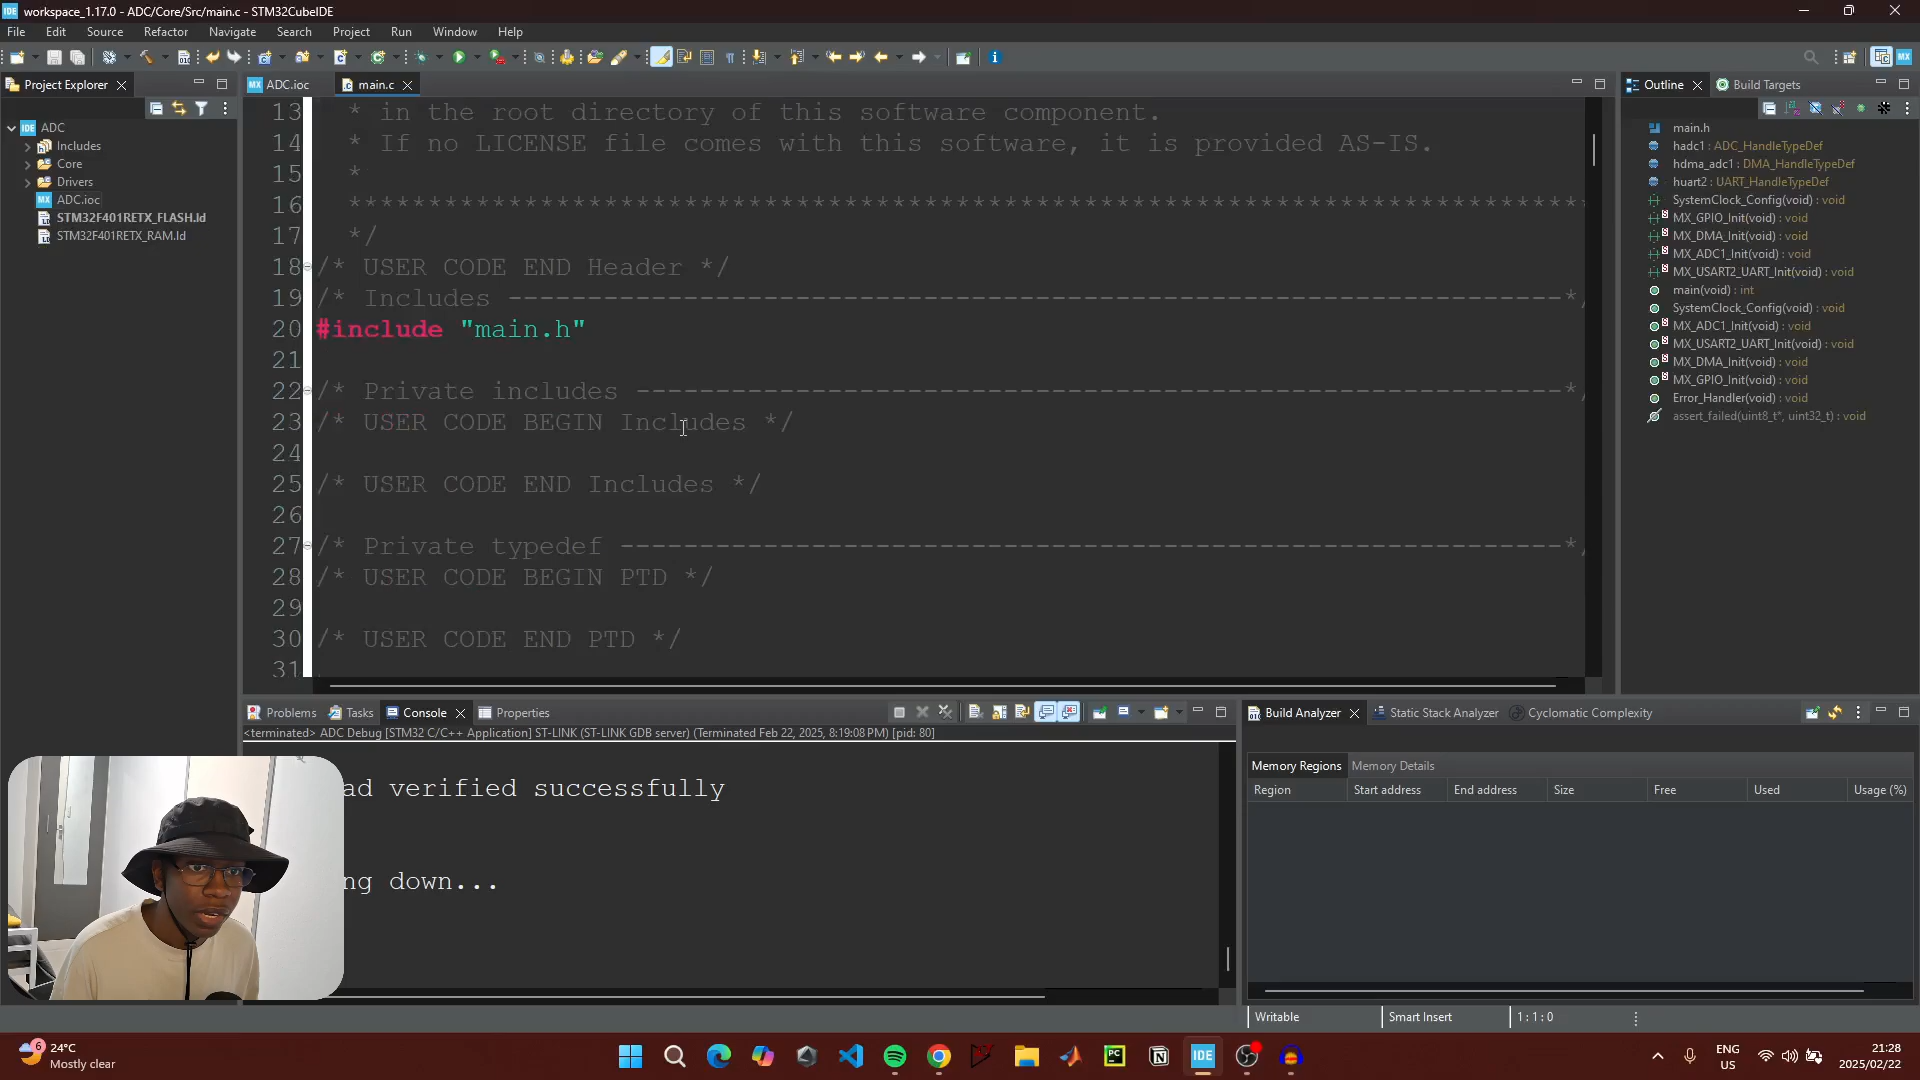 workspace_1.17.0 - ADC/Core/Src/main.c - STM32CubeIDE
File Edit Source Refactor Navigate Search Project Run Window Help
Project Explorer
ADC
Includes
Core
Drivers
ADC.ioc
STM32F401RETX_FLASH.ld
STM32F401RETX_RAM.ld
ADC.ioc
main.c
13 * in the root directory of this software component.
14 * If no LICENSE file comes with this software, it is provided AS-IS.
15 *
16 ******************************************************************************
17 */
18 /* USER CODE END Header */
19 /* Includes ------------------------------------------------------------------*/
20 #include "main.h"
21
22 /* Private includes ----------------------------------------------------------*/
23 /* USER CODE BEGIN Includes */
24
25 /* USER CODE END Includes */
26
27 /* Private typedef -----------------------------------------------------------*/
28 /* USER CODE BEGIN PTD */
29
30 /* USER CODE END PTD */
31
Outline
Build Targets
main.h
hadc1 : ADC_HandleTypeDef
hdma_adc1 : DMA_HandleTypeDef
huart2 : UART_HandleTypeDef
SystemClock_Config(void) : void
MX_GPIO_Init(void) : void
MX_DMA_Init(void) : void
MX_ADC1_Init(void) : void
MX_USART2_UART_Init(void) : void
main(void) : int
SystemClock_Config(void) : void
MX_ADC1_Init(void) : void
MX_USART2_UART_Init(void) : void
MX_DMA_Init(void) : void
MX_GPIO_Init(void) : void
Error_Handler(void) : void
assert_failed(uint8_t*, uint32_t) : void
Problems Tasks Console Properties
<terminated> ADC Debug [STM32 C/C++ Application] ST-LINK (ST-LINK GDB server) (Terminated Feb 22, 2025, 8:19:08 PM) [pid: 80]
ad verified successfully
ng down...
Build Analyzer Static Stack Analyzer Cyclomatic Complexity
Memory Regions Memory Details
Region Start address End address Size Free Used Usage (%)
Writable Smart Insert 1 : 1 : 0
24°C
Mostly clear
ENG
US
21:28
2025/02/22